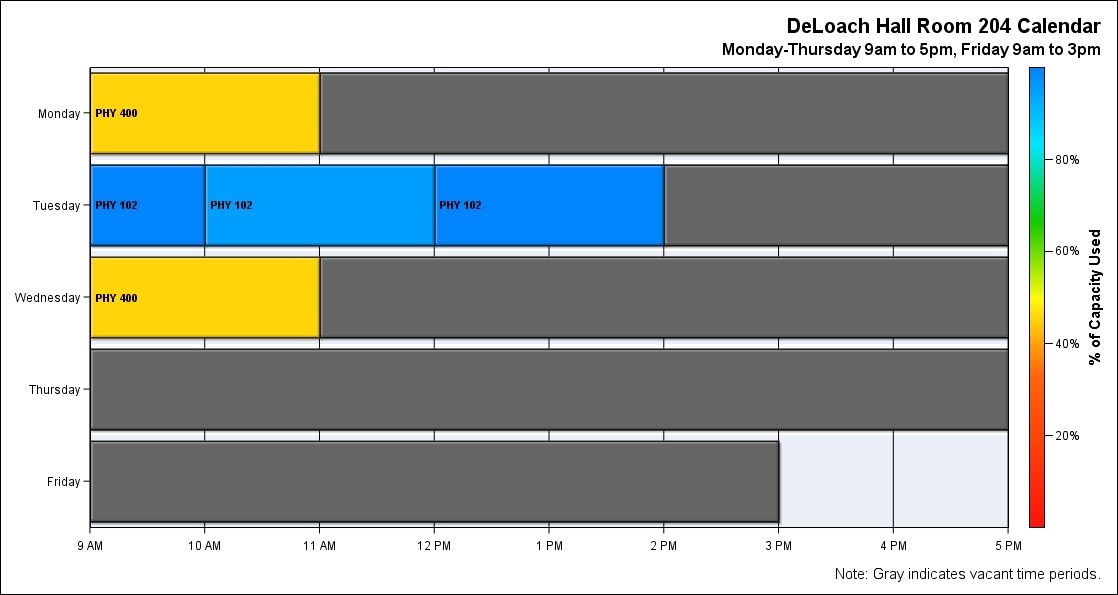 DeLoach Hall Room 204 Calendar
Monday-Thursday 9am to 5pm, Friday 9am to 3pm
Monday
PHY 400
Tuesday
PHY 102
PHY 102
PHY 102
Wednesday
PHY 400
Thursday
Friday
9 AM 10 AM 11 AM 12 PM 1 PM 2 PM 3 PM 4 PM 5 PM
80%
60%
40%
20%
% of Capacity Used
Note: Gray indicates vacant time periods.